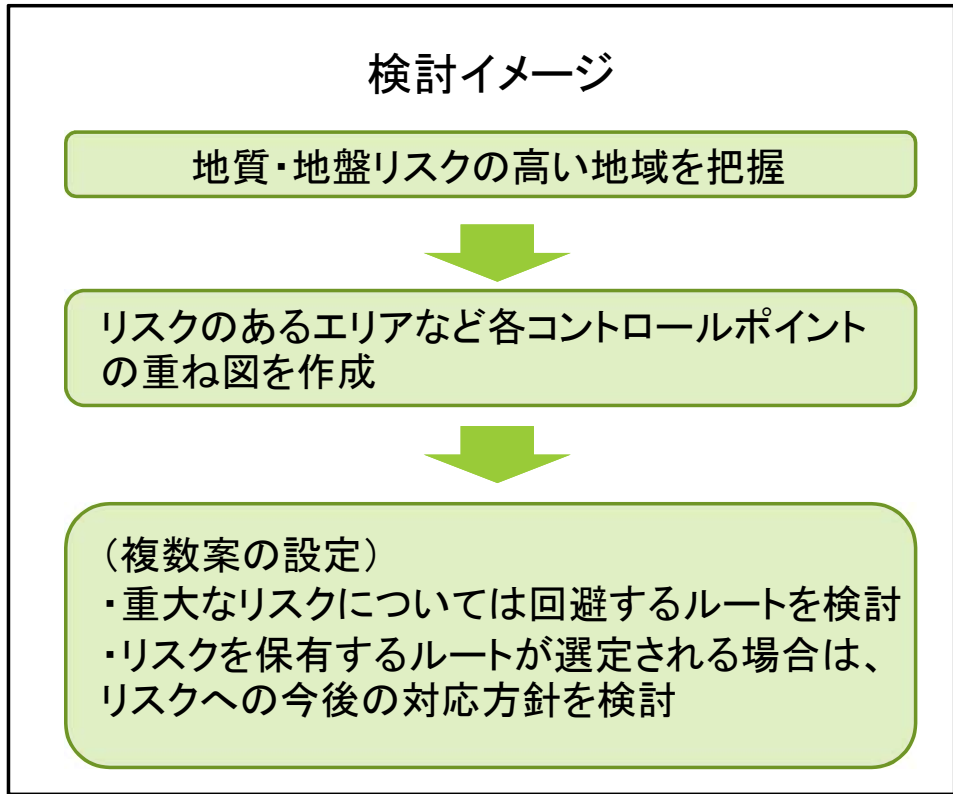 検討イメージ
地質・地盤リスクの高い地域を把握
リスクのあるエリアなど各コントロールポイント
の重ね図を作成
（複数案の設定）
・重大なリスクについては回避するルートを検討
・リスクを保有するルートが選定される場合は、
リスクへの今後の対応方針を検討